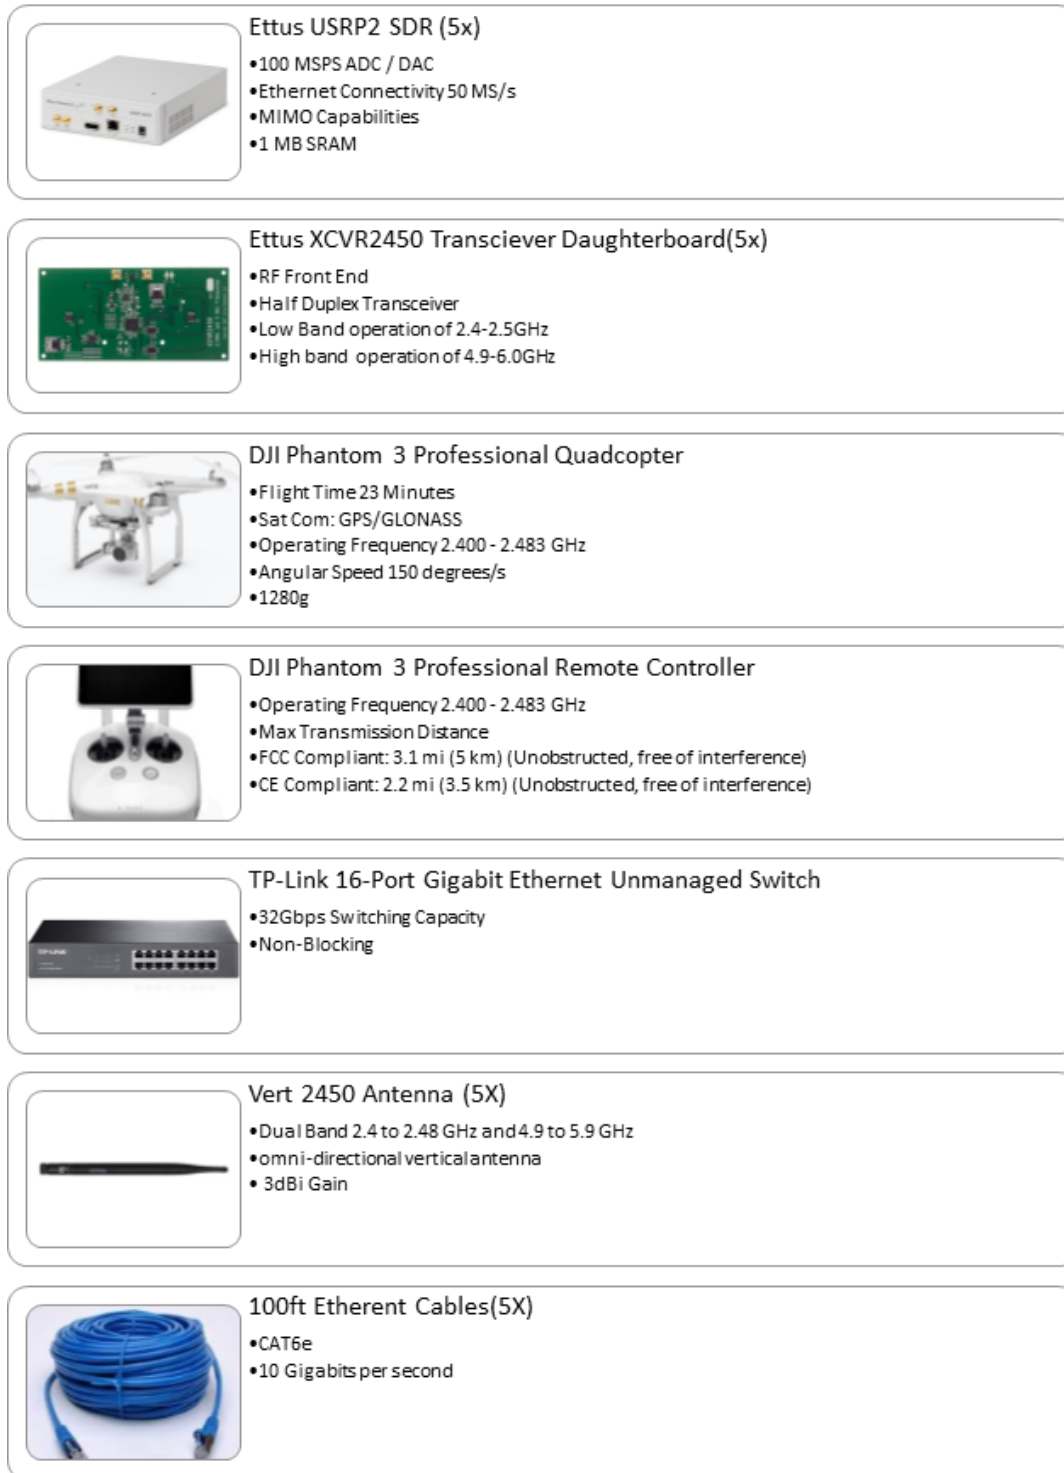 Ettus USRP2 SDR (5x)
•100 MSPS ADC / DAC
•Ethernet Connectivity 50 MS/s
•MIMO Capabilities
•1 MB SRAM
Ettus XCVR2450 Transciever Daughterboard(5x)
•RF Front End
•Half Duplex Transceiver
•Low Band operation of 2.4-2.5GHz
•High band operation of 4.9-6.0GHz
DJI Phantom 3 Professional Quadcopter
•Flight Time 23 Minutes
•Sat Com: GPS/GLONASS
•Operating Frequency 2.400 - 2.483 GHz
•Angular Speed 150 degrees/s
•1280g
DJI Phantom 3 Professional Remote Controller
•Operating Frequency 2.400 - 2.483 GHz
•Max Transmission Distance
•FCC Compliant: 3.1 mi (5 km) (Unobstructed, free of interference)
•CE Compliant: 2.2 mi (3.5 km) (Unobstructed, free of interference)
TP-Link 16-Port Gigabit Ethernet Unmanaged Switch
•32Gbps Switching Capacity
•Non-Blocking
TP-LINK
Vert 2450 Antenna (5X)
•Dual Band 2.4 to 2.48 GHz and 4.9 to 5.9 GHz
•omni-directional vertical antenna
• 3dBi Gain
100ft Etherent Cables(5X)
•CAT6e
•10 Gigabits per second